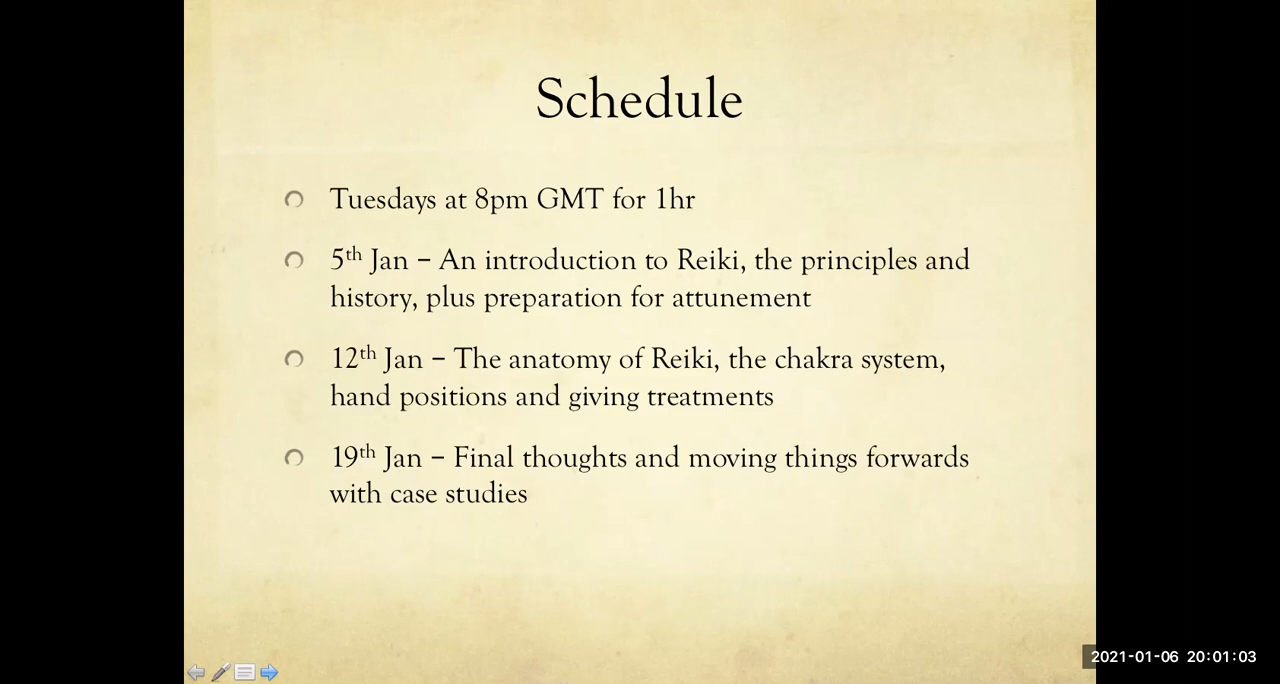 Schedule
Tuesdays at 8pm GMT for 1hr
5th Jan – An introduction to Reiki, the principles and
history, plus preparation for attunement
12th Jan – The anatomy of Reiki, the chakra system,
hand positions and giving treatments
19th Jan – Final thoughts and moving things forwards
with case studies
2021-01-06 20:01:03